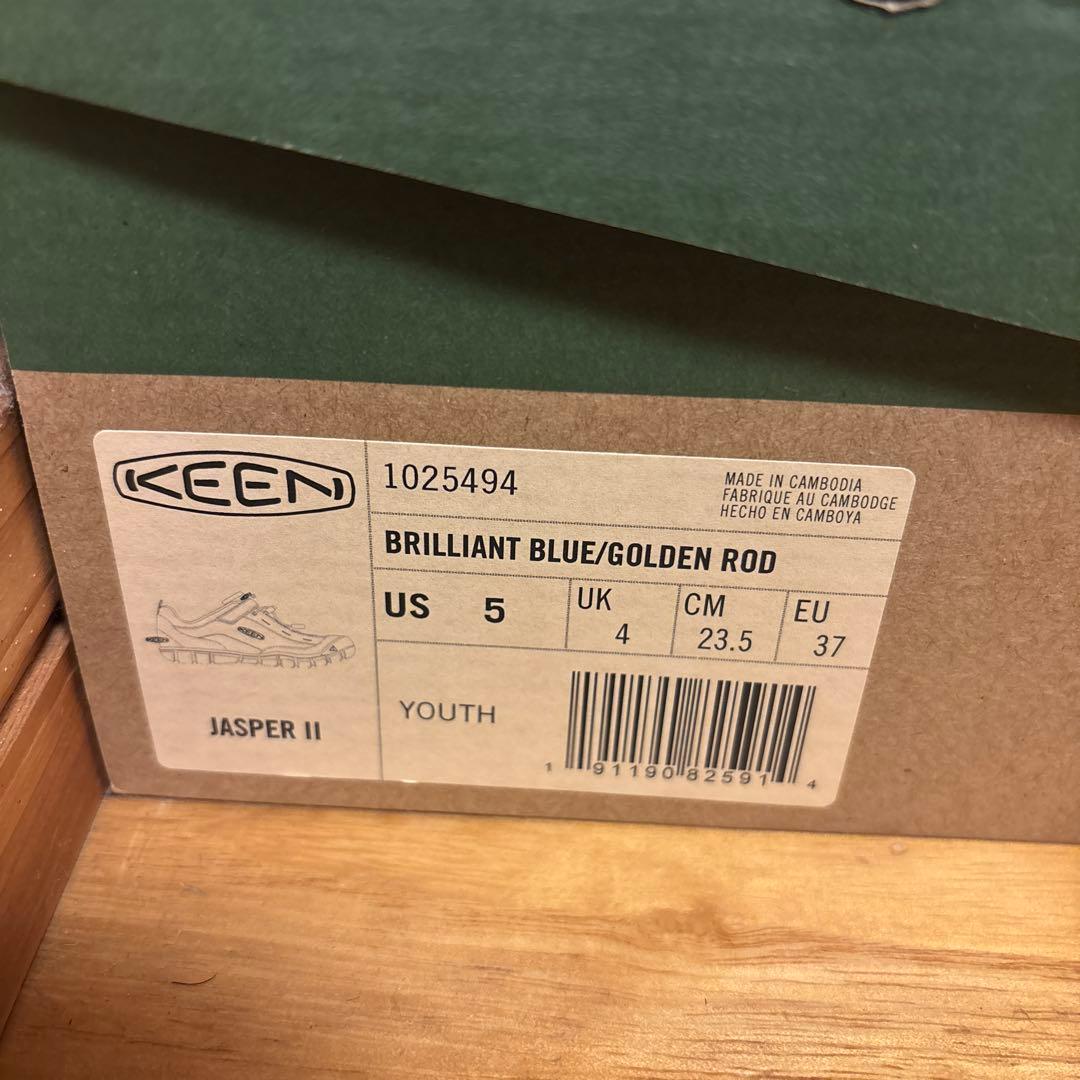 KEEN
1025494
MADE IN CAMBODIA
FABRIQUE AU CAMBODGE
HECHO EN CAMBOYA
BRILLIANT BLUE/GOLDEN ROD
US 5
UK 4
CM 23.5
EU 37
KEEN
JASPER II
YOUTH
1 91190 82591 4